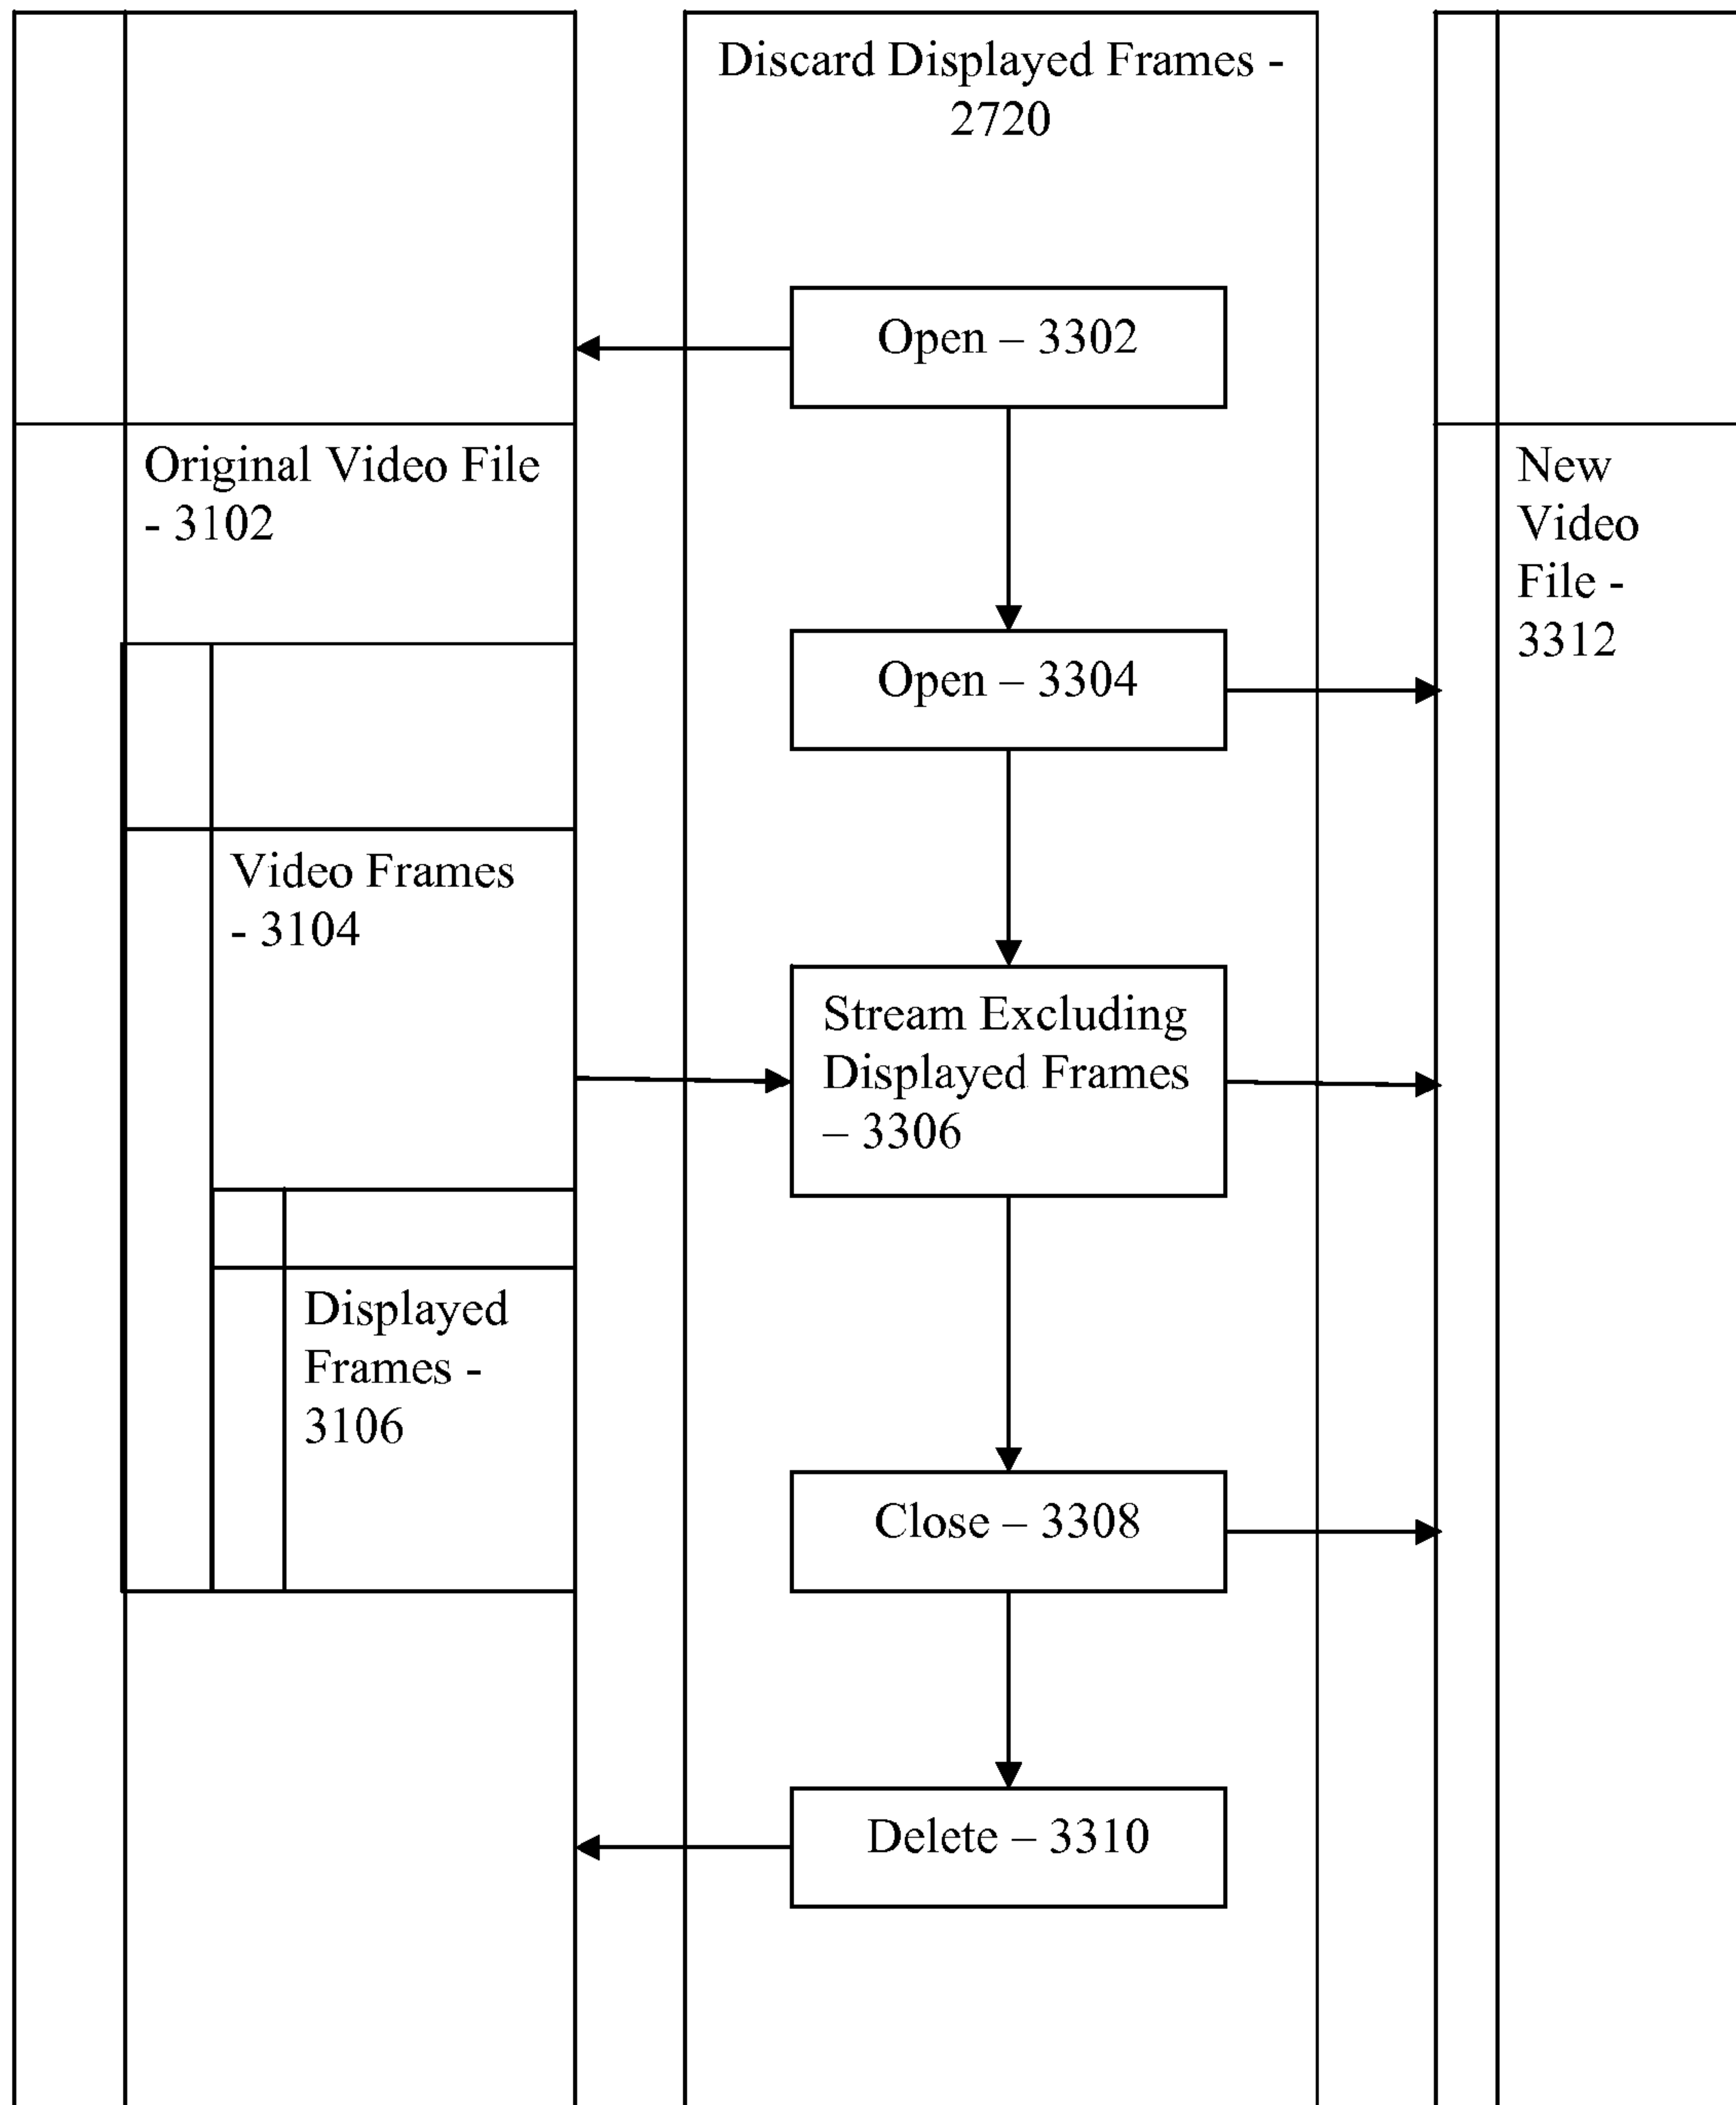 Discard Displayed Frames -
2720
Open – 3302
Original Video File
- 3102
New
Video
File -
3312
Open – 3304
Video Frames
- 3104
Stream Excluding
Displayed Frames
– 3306
Displayed
Frames -
3106
Close – 3308
Delete – 3310